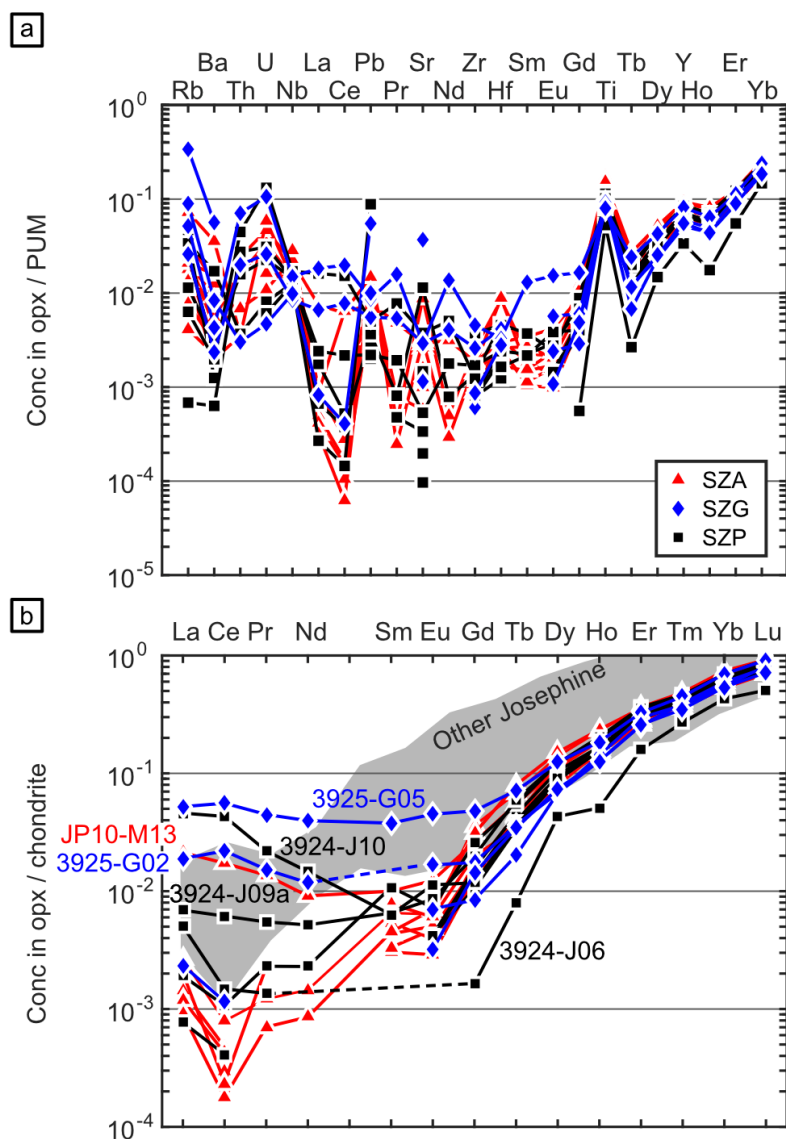 a
Ba U La Pb Sr Zr Sm Gd Tb Y Er
Rb Th Nb Ce Pr Nd Hf Eu Ti Dy Ho Yb
10^0
10^-1
10^-2
10^-3
10^-4
10^-5
Conc in opx / PUM
SZA
SZG
SZP
b
La Ce Pr Nd Sm Eu Gd Tb Dy Ho Er Tm Yb Lu
10^0
10^-1
10^-2
10^-3
10^-4
Conc in opx / chondrite
Other Josephine
3925-G05
JP10-M13
3924-J10
3925-G02
3924-J09a
3924-J06